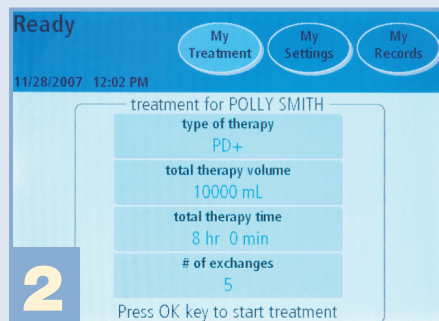 Ready
My Treatment
My Settings
My Records
11/28/2007 12:02 PM
treatment for POLLY SMITH
type of therapy
PD+
total therapy volume
10000 mL
total therapy time
8 hr 0 min
# of exchanges
5
2
Press OK key to start treatment